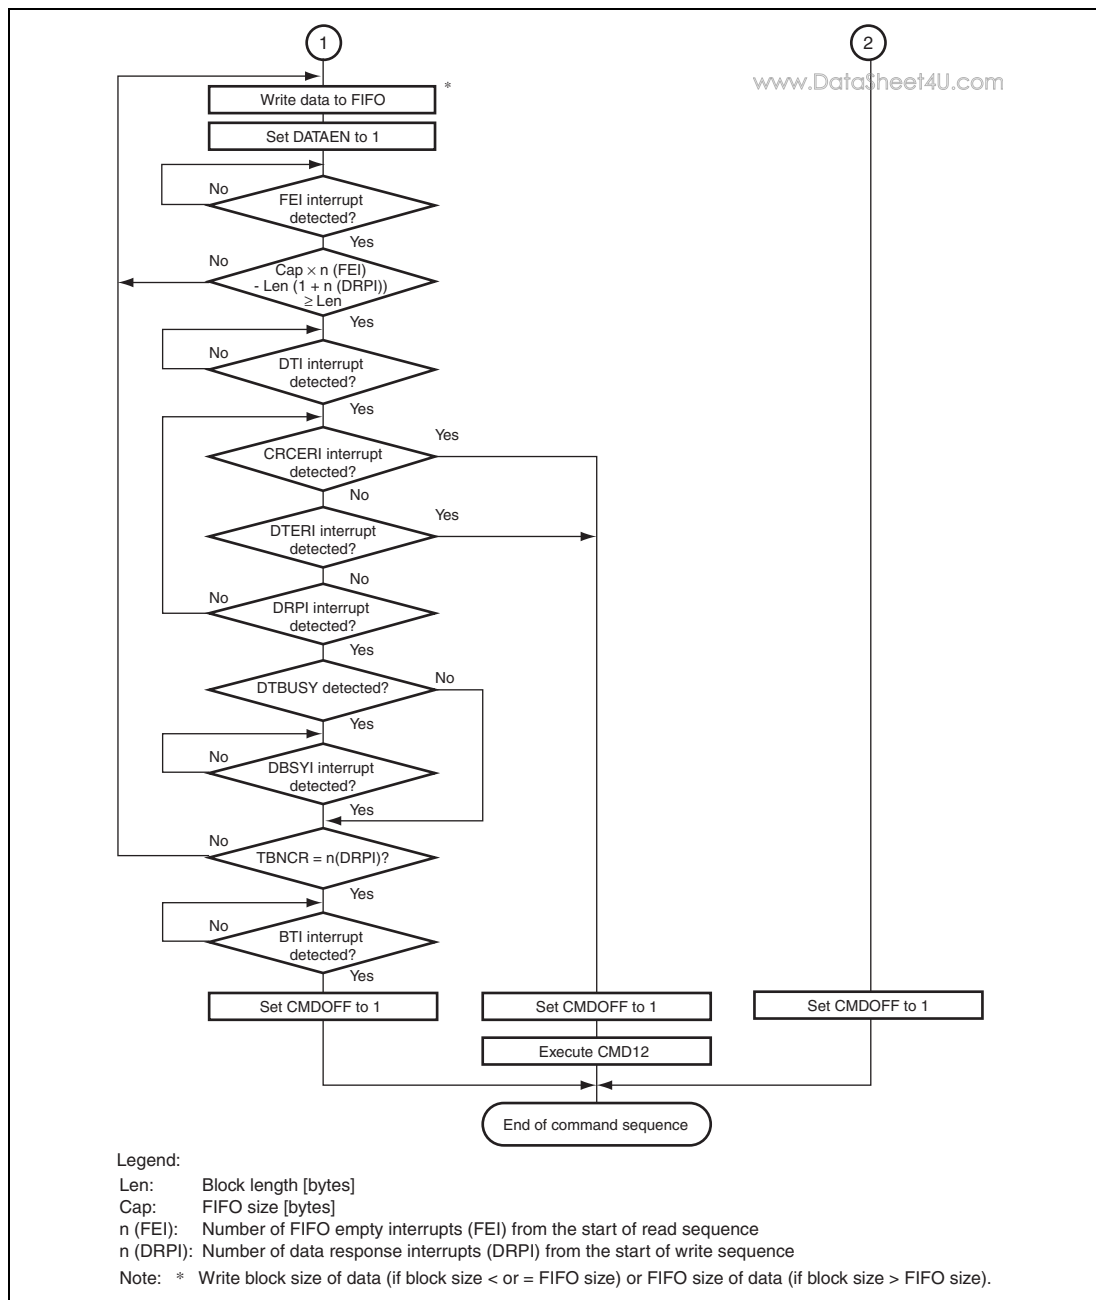 1
2
www.DataSheet4U.com
Write data to FIFO
*
Set DATAEN to 1
No
FEI interrupt
detected?
Yes
No
Cap × n (FEI)
- Len (1 + n (DRPI))
≥ Len
Yes
No
DTI interrupt
detected?
Yes
Yes
CRCERI interrupt
detected?
No
Yes
DTERI interrupt
detected?
No
No
DRPI interrupt
detected?
Yes
No
DTBUSY detected?
Yes
No
DBSYI interrupt
detected?
Yes
No
TBNCR = n(DRPI)?
Yes
No
BTI interrupt
detected?
Yes
Set CMDOFF to 1
Set CMDOFF to 1
Set CMDOFF to 1
Execute CMD12
End of command sequence
Legend:
Len: Block length [bytes]
Cap: FIFO size [bytes]
n (FEI): Number of FIFO empty interrupts (FEI) from the start of read sequence
n (DRPI): Number of data response interrupts (DRPI) from the start of write sequence
Note: * Write block size of data (if block size < or = FIFO size) or FIFO size of data (if block size > FIFO size).